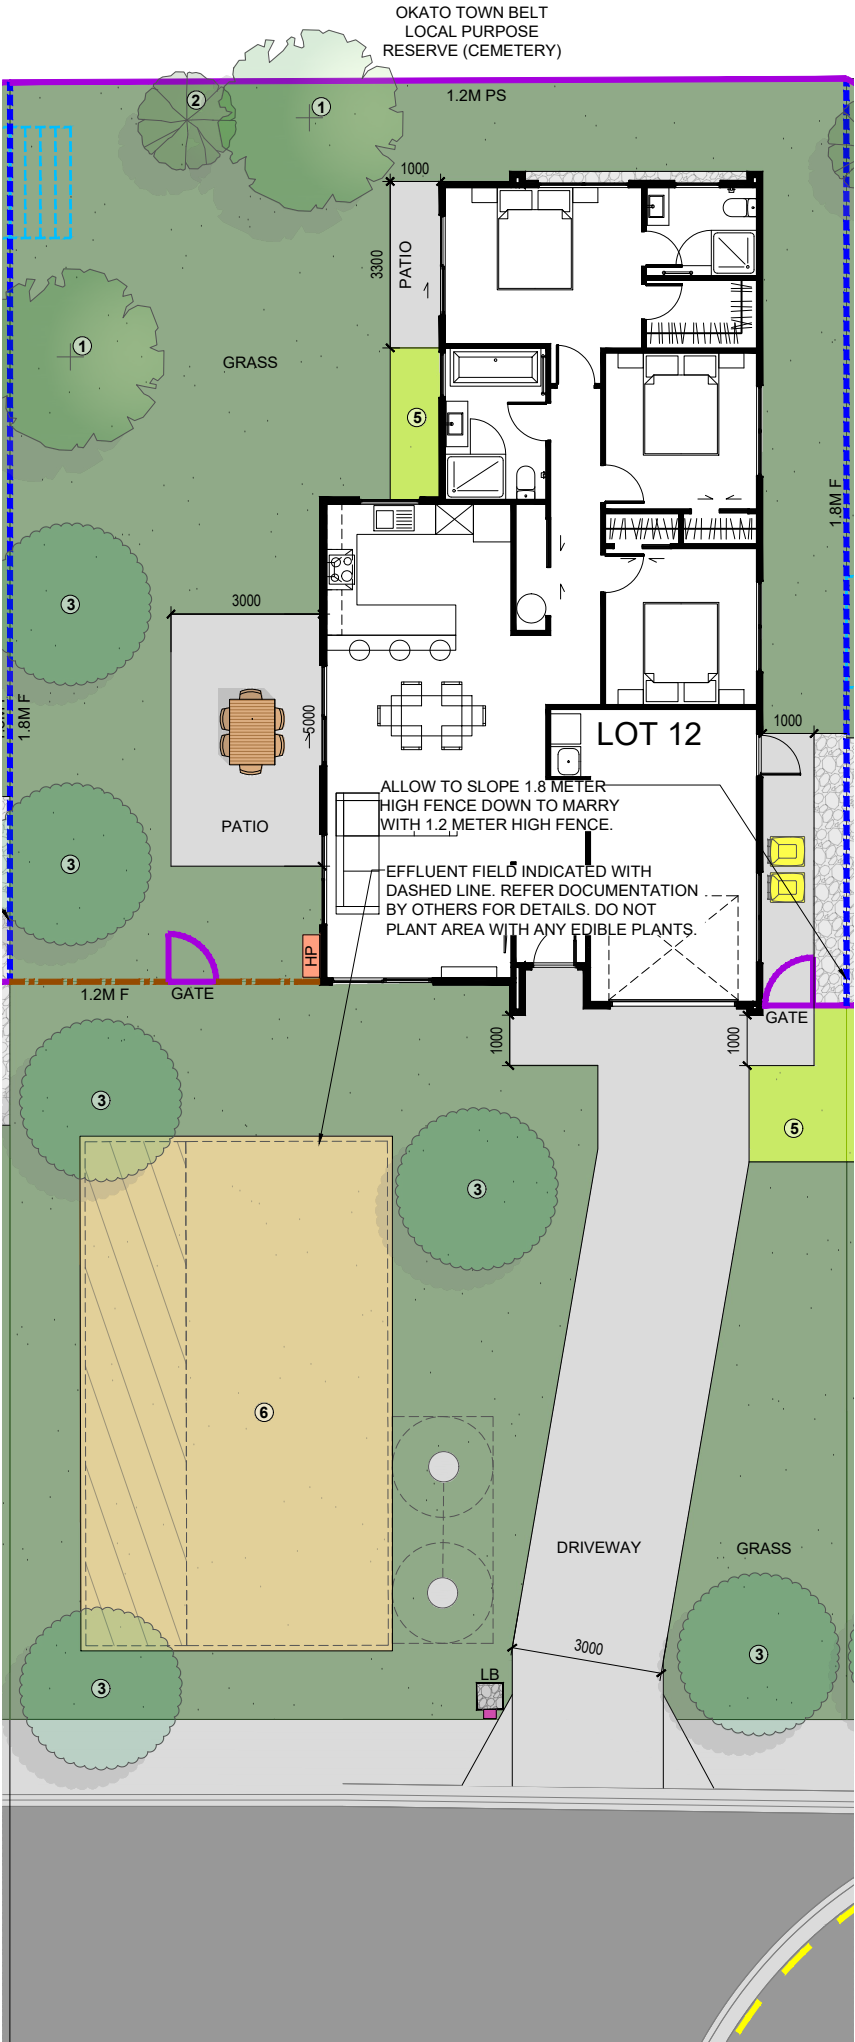 OKATO TOWN BELT
LOCAL PURPOSE
RESERVE (CEMETERY)
1.2M PS
2
1
1000
3300
PATIO
1
GRASS
5
1.8M F
3
3000
1.8M F
5000
LOT 12
1000
ALLOW TO SLOPE 1.8 METER
HIGH FENCE DOWN TO MARRY
WITH 1.2 METER HIGH FENCE.
PATIO
3
EFFLUENT FIELD INDICATED WITH
DASHED LINE. REFER DOCUMENTATION
BY OTHERS FOR DETAILS. DO NOT
PLANT AREA WITH ANY EDIBLE PLANTS.
HP
1.2M F
GATE
GATE
1000
1000
3
5
3
6
DRIVEWAY
GRASS
3000
3
LB
3